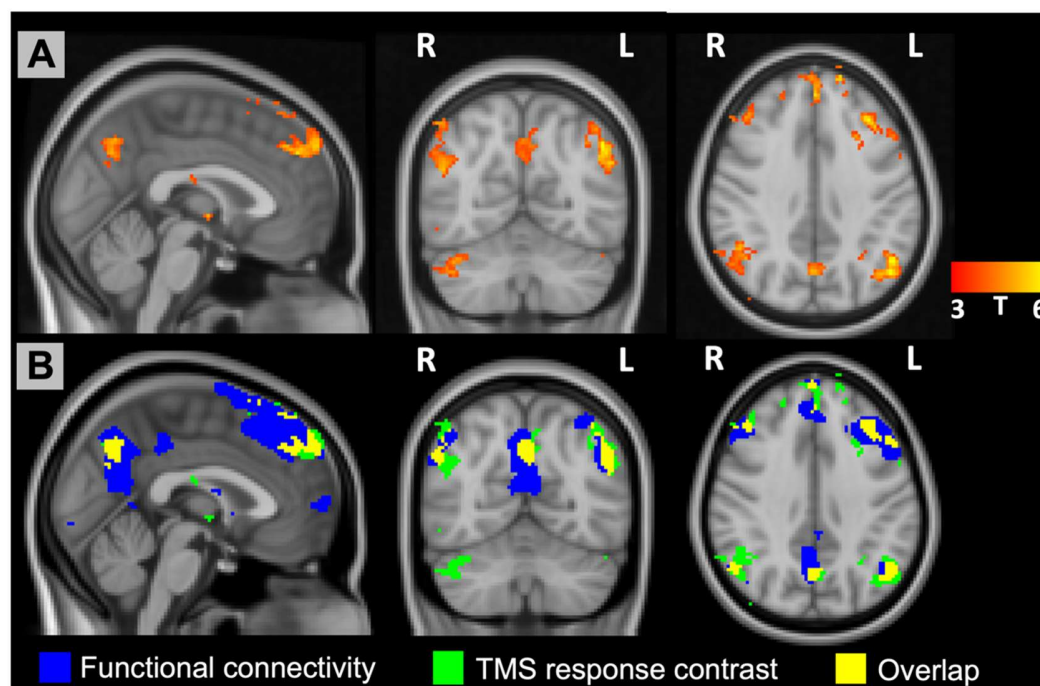 A
R L
R L
3 T 6
B
R L
R L
Functional connectivity TMS response contrast Overlap